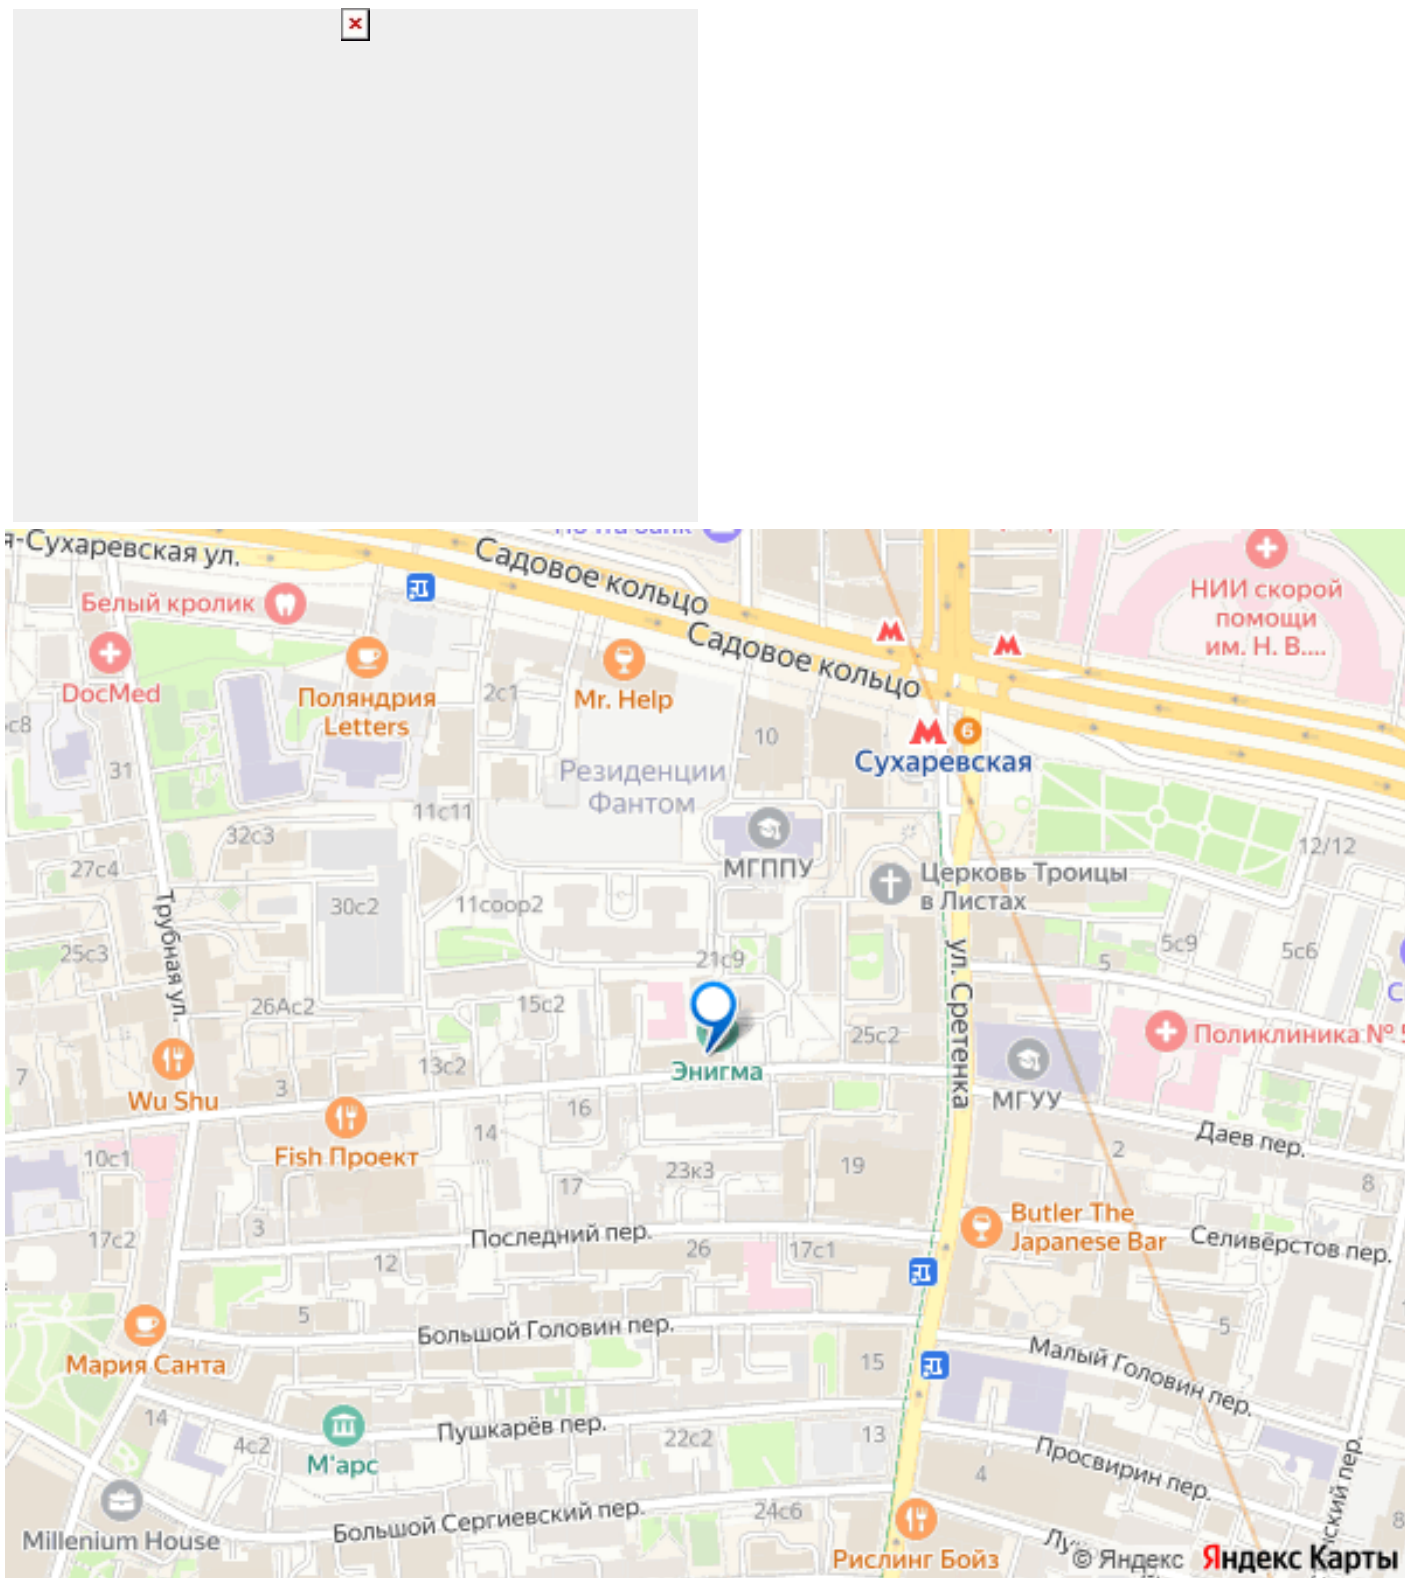 я-Сухаревская ул.
Садовое кольцо
Садовое кольцо
Белый кролик
НИИ скорой
помощи
им. Н. В....
DocMed
Поляндрия
Letters
2с1
Mr. Help
10
6
Сухаревская
31
Резиденции
Фантом
11с11
32с3
МГППУ
12/12
27с4
Церковь Троицы
в Листах
30с2
11соор2
Трубная ул.
25с3
21с9
ул. Сретенка
5
5с9
5с6
26Ас2
15с2
25с2
Поликлиника № 5
7
Wu Shu
3
13с2
Энигма
МГУУ
16
Fish Проект
14
Даев пер.
2
10с1
23к3
19
17
8
3
17с2
Последний пер.
Butler The
Japanese Bar
Селивёрстов пер.
12
26
17с1
5
Большой Головин пер.
5
Мария Санта
15
Малый Головин пер.
14
4с2
Пушкарёв пер.
22с2
13
М'арс
4
Просвирин пер.
Millenium House
Большой Сергиевский пер.
24с6
8
Рислинг Бойз
© Яндекс
Яндекс Карты